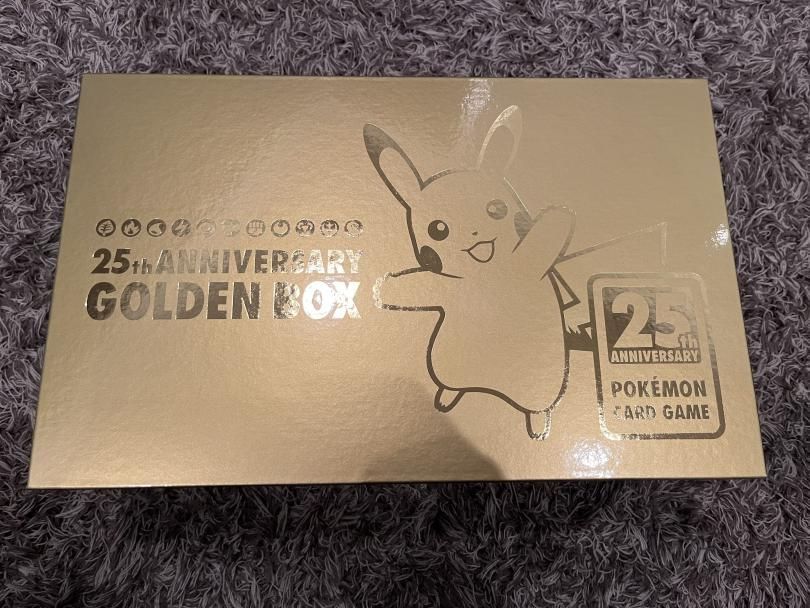 25th ANNIVERSARY
GOLDEN BOX
25th
ANNIVERSARY
POKÉMON
CARD GAME